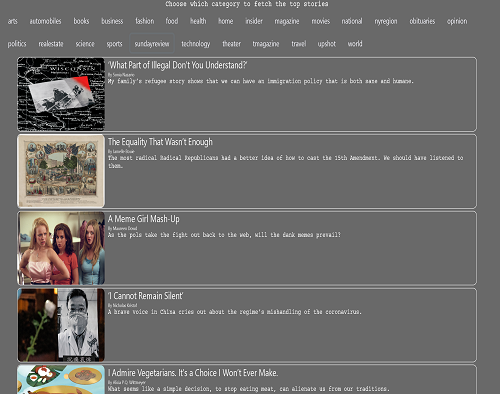 Choose which category to fetch the top stories
arts automobiles books business fashion food health home insider magazine movies national nyregion obituaries opinion
politics realestate science sports sundayreview technology theater tmagazine travel upshot world
'What Part of Illegal Don't You Understand?'
By Sonia Nazario
My family's refugee story shows that we can have an immigration policy that is both sane and humane.
The Equality That Wasn't Enough
By Jamelle Bouie
The most radical Radical Republicans had a better idea of how to cast the 15th Amendment. We should have listened to
them.
A Meme Girl Mash-Up
By Maureen Dowd
As the pols take the fight out back to the web, will the dank memes prevail?
'I Cannot Remain Silent'
By Nicholas Kristof
A brave voice in China cries out about the regime's mishandling of the coronavirus.
I Admire Vegetarians. It's a Choice I Won't Ever Make.
What seems like a simple decision, to stop eating meat, can alienate us from our traditions.